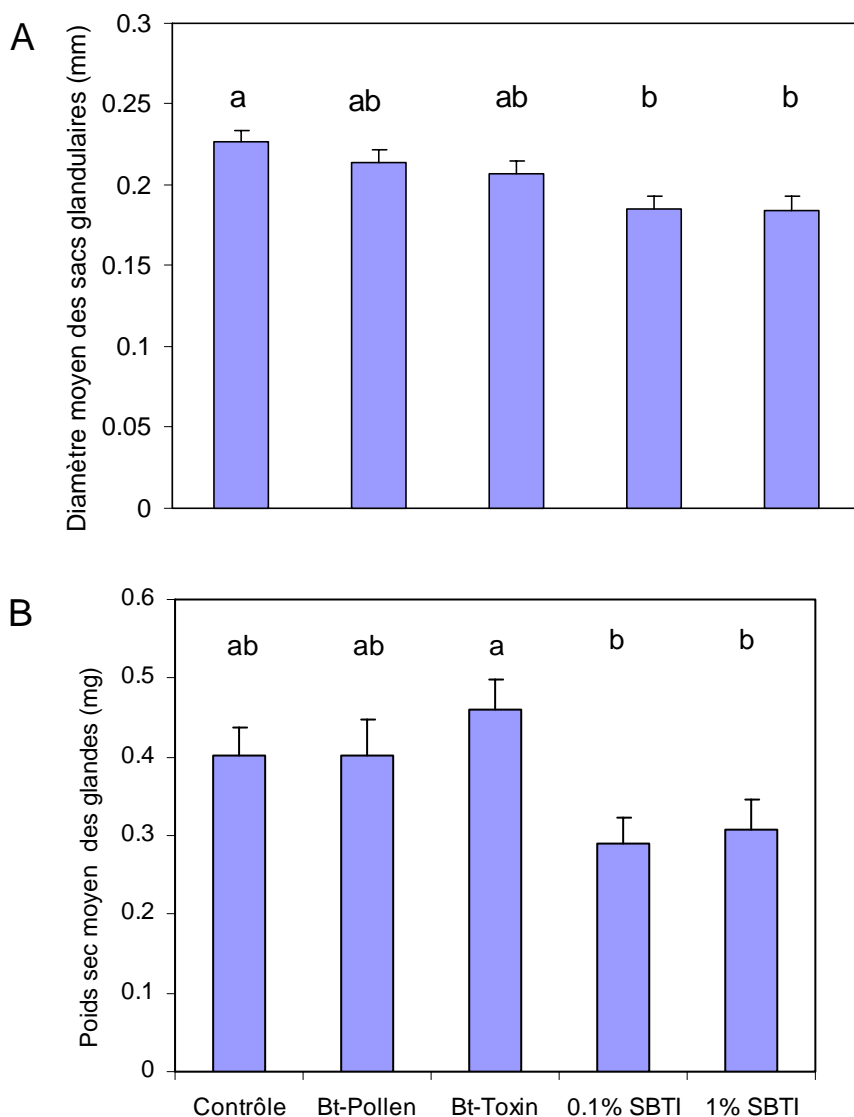 A
Diamètre moyen des sacs glandulaires (mm)
0.3
0.25
0.2
0.15
0.1
0.05
0
a ab ab b b
B
Poids sec moyen des glandes (mg)
0.6
0.5
0.4
0.3
0.2
0.1
0
ab ab a b b
Contrôle Bt-Pollen Bt-Toxin 0.1% SBTI 1% SBTI